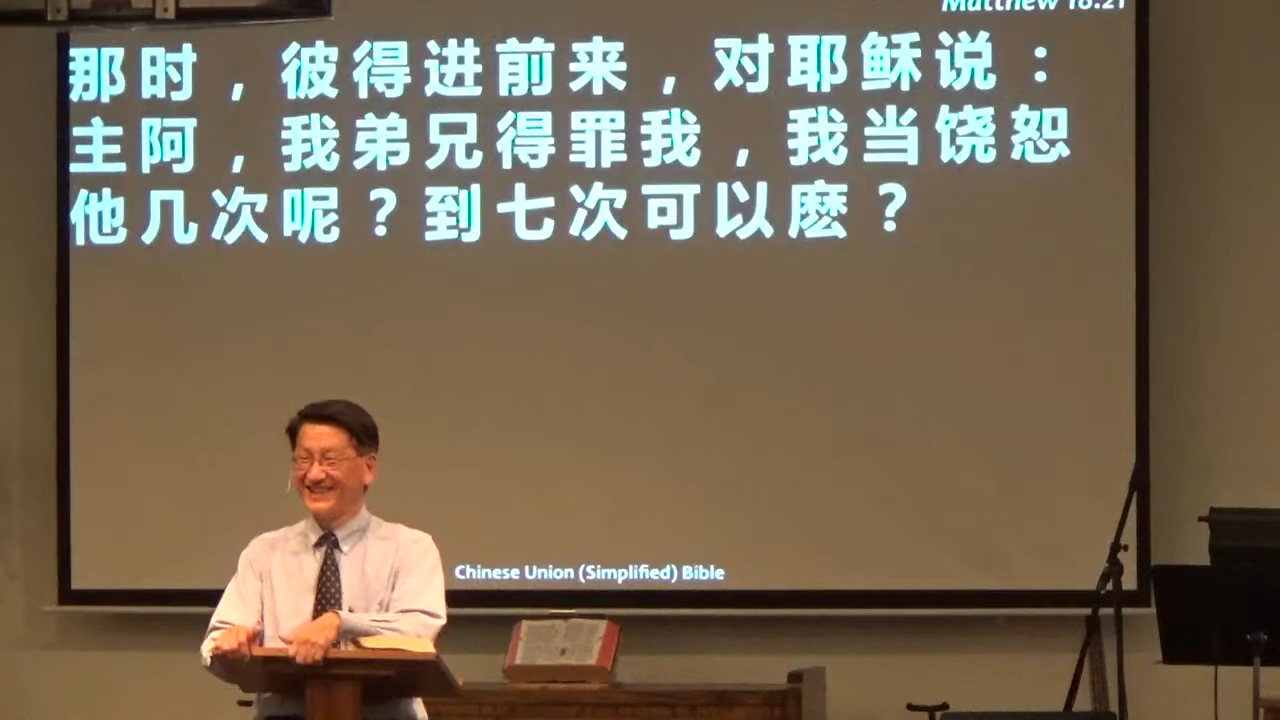 Matthew 18:21
那时，彼得进前来，对耶稣说：
主阿，我弟兄得罪我，我当饶恕
他几次呢？到七次可以麽？
Chinese Union (Simplified) Bible